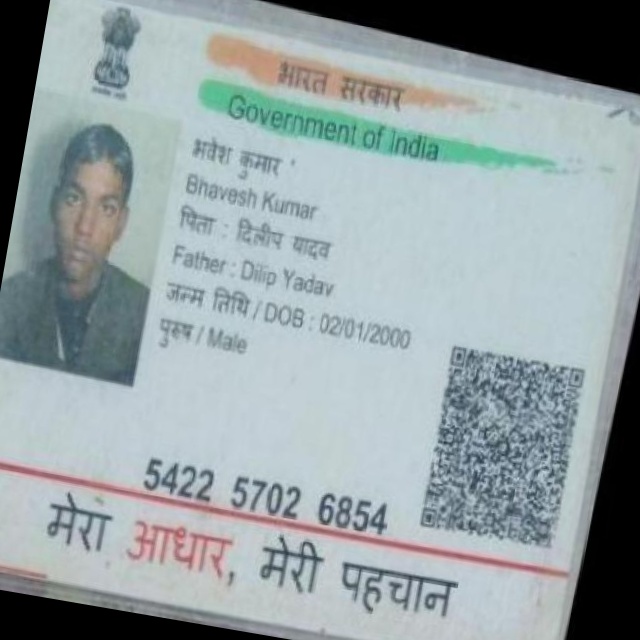 भारत सरकार
Government of India
भवेश कुमार
Bhavesh Kumar
पिता : दिलीप यादव
Father : Dilip Yadav
जन्म तिथि / DOB : 02/01/2000
पुरुष / Male
5422 5702 6854
मेरा आधार, मेरी पहचान